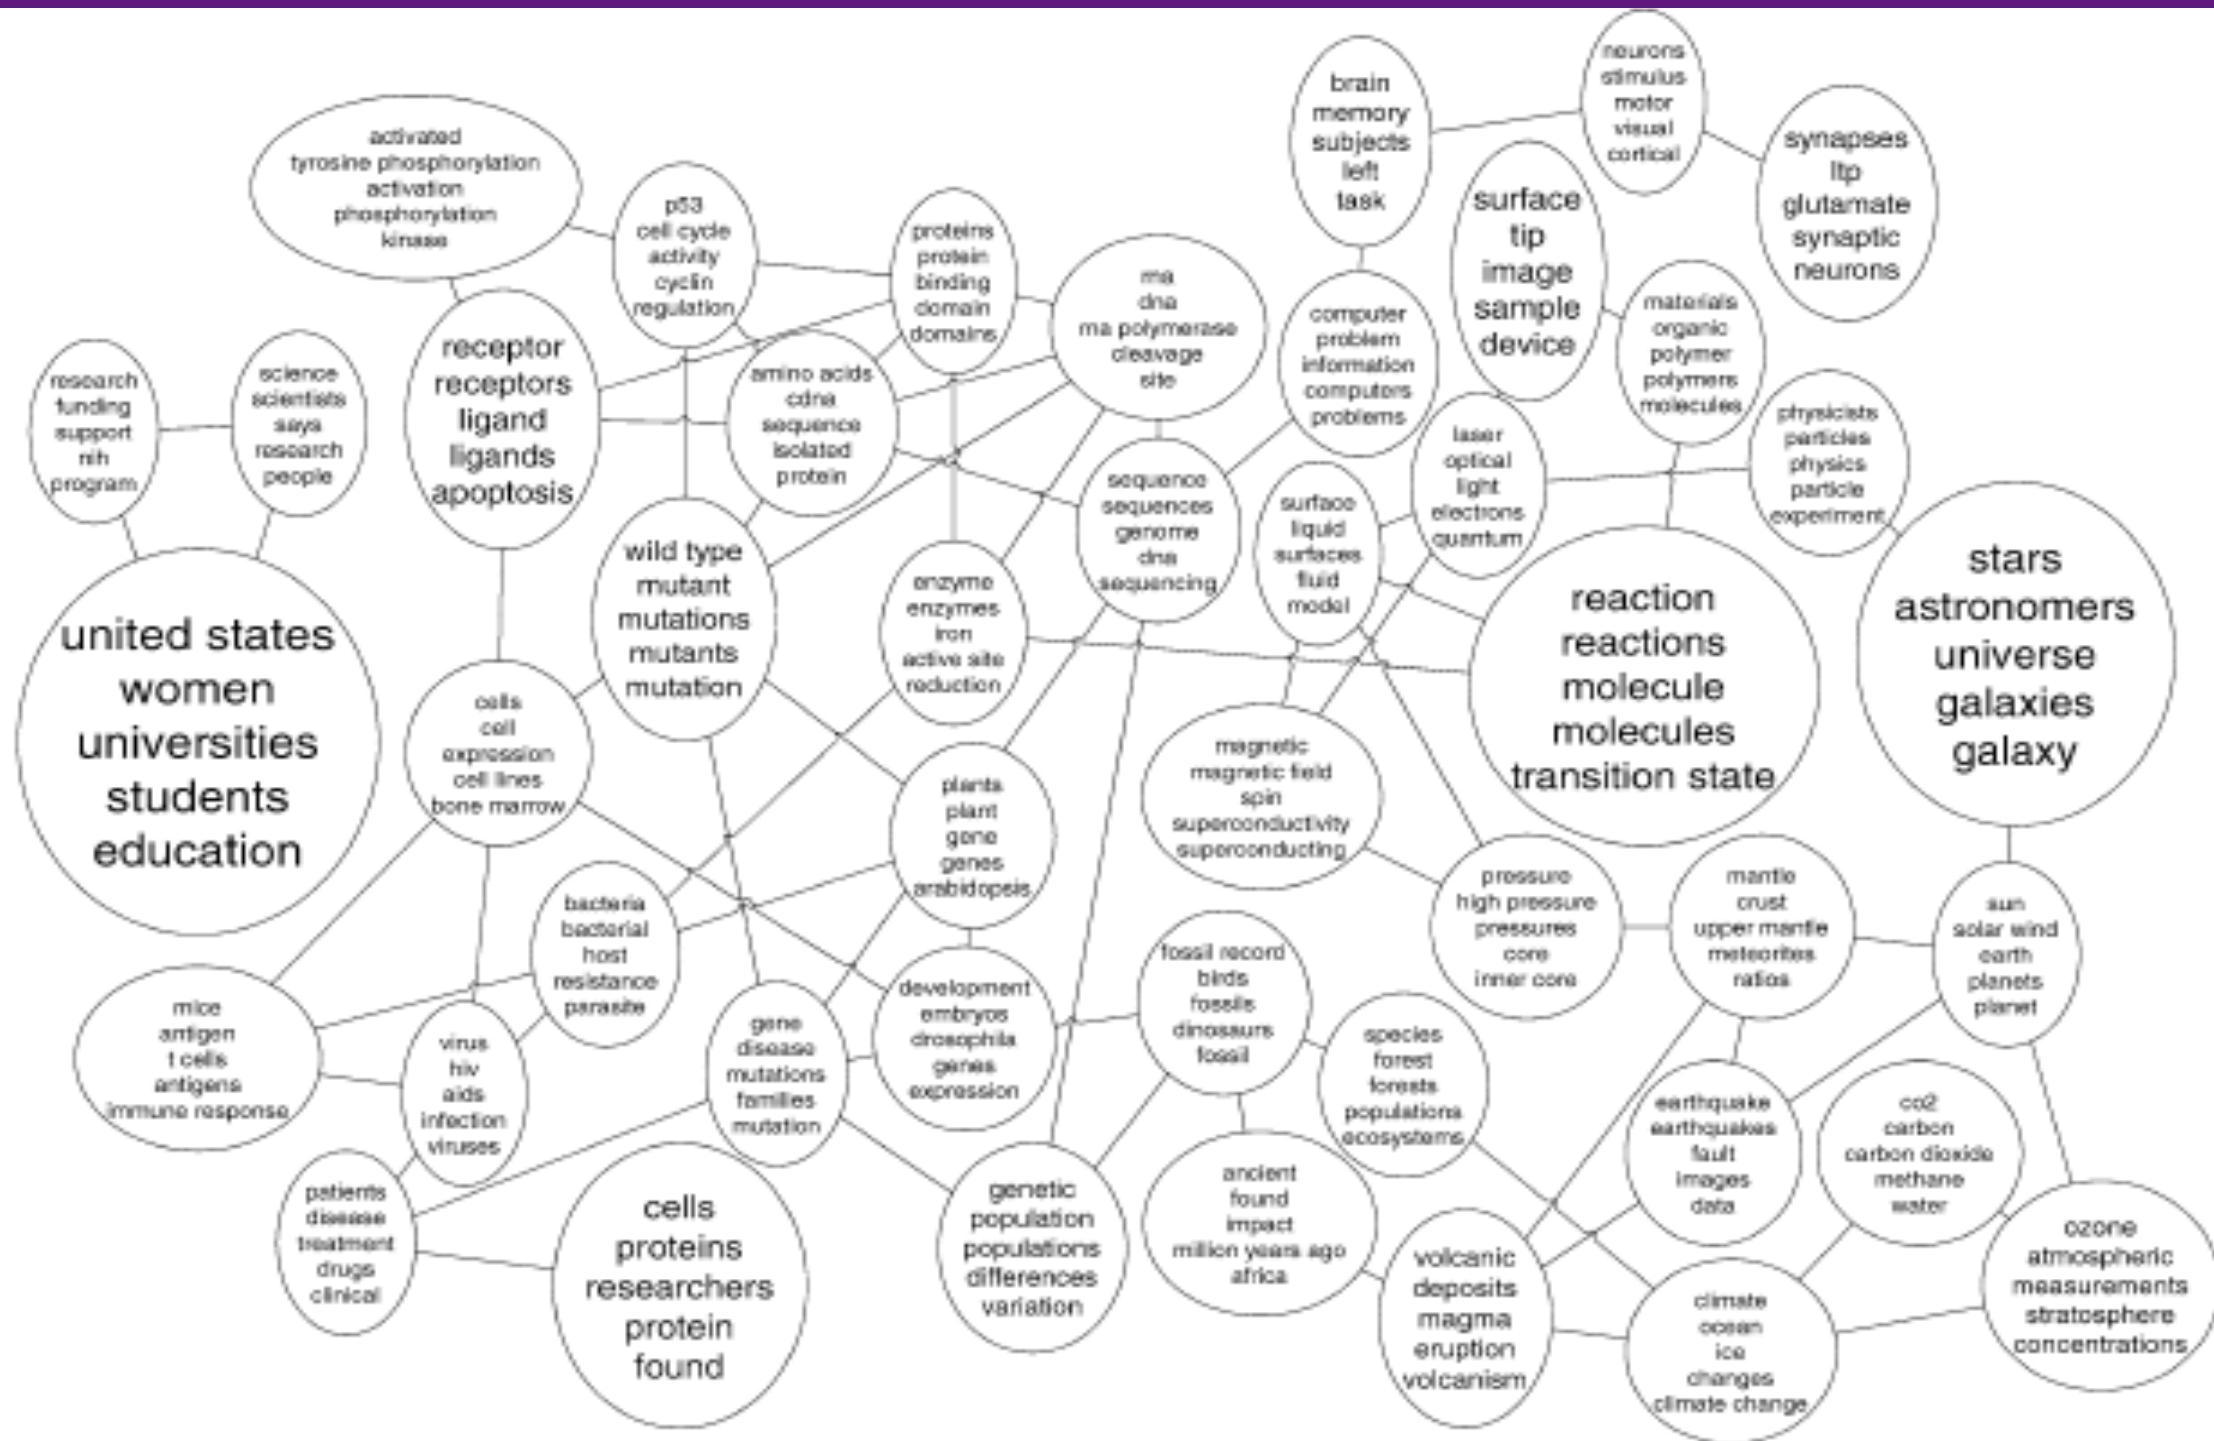 neurons
stimulus
motor
visual
cortical
brain
memory
subjects
left
task
synapses
ltp
glutamate
synaptic
neurons
activated
tyrosine phosphorylation
activation
phosphorylation
kinase
p53
cell cycle
activity
cyclin
regulation
proteins
protein
binding
domain
domains
rna
dna
rna polymerase
cleavage
site
surface
tip
image
sample
device
computer
problem
information
computers
problems
materials
organic
polymer
polymers
molecules
research
funding
support
nih
program
science
scientists
says
research
people
receptor
receptors
ligand
ligands
apoptosis
amino acids
cdna
sequence
isolated
protein
laser
optical
light
electrons
quantum
physicists
particles
physics
particle
experiment
sequence
sequences
genome
dna
sequencing
surface
liquid
surfaces
fluid
model
wild type
mutant
mutations
mutants
mutation
enzyme
enzymes
iron
active site
reduction
reaction
reactions
molecule
molecules
transition state
stars
astronomers
universe
galaxies
galaxy
united states
women
universities
students
education
cells
cell
expression
cell lines
bone marrow
plants
plant
gene
genes
arabidopsis
magnetic
magnetic field
spin
superconductivity
superconducting
bacteria
bacterial
host
resistance
parasite
pressure
high pressure
pressures
core
inner core
mantle
crust
upper mantle
meteorites
ratios
sun
solar wind
earth
planets
planet
mice
antigen
t cells
antigens
immune response
virus
hiv
aids
infection
viruses
gene
disease
mutations
families
mutation
development
embryos
drosophila
genes
expression
fossil record
birds
fossils
dinosaurs
fossil
species
forest
forests
populations
ecosystems
earthquake
earthquakes
fault
images
data
co2
carbon
carbon dioxide
methane
water
patients
disease
treatment
drugs
clinical
cells
proteins
researchers
protein
found
genetic
population
populations
differences
variation
ancient
found
impact
million years ago
africa
volcanic
deposits
magma
eruption
volcanism
climate
ocean
ice
changes
climate change
ozone
atmospheric
measurements
stratosphere
concentrations